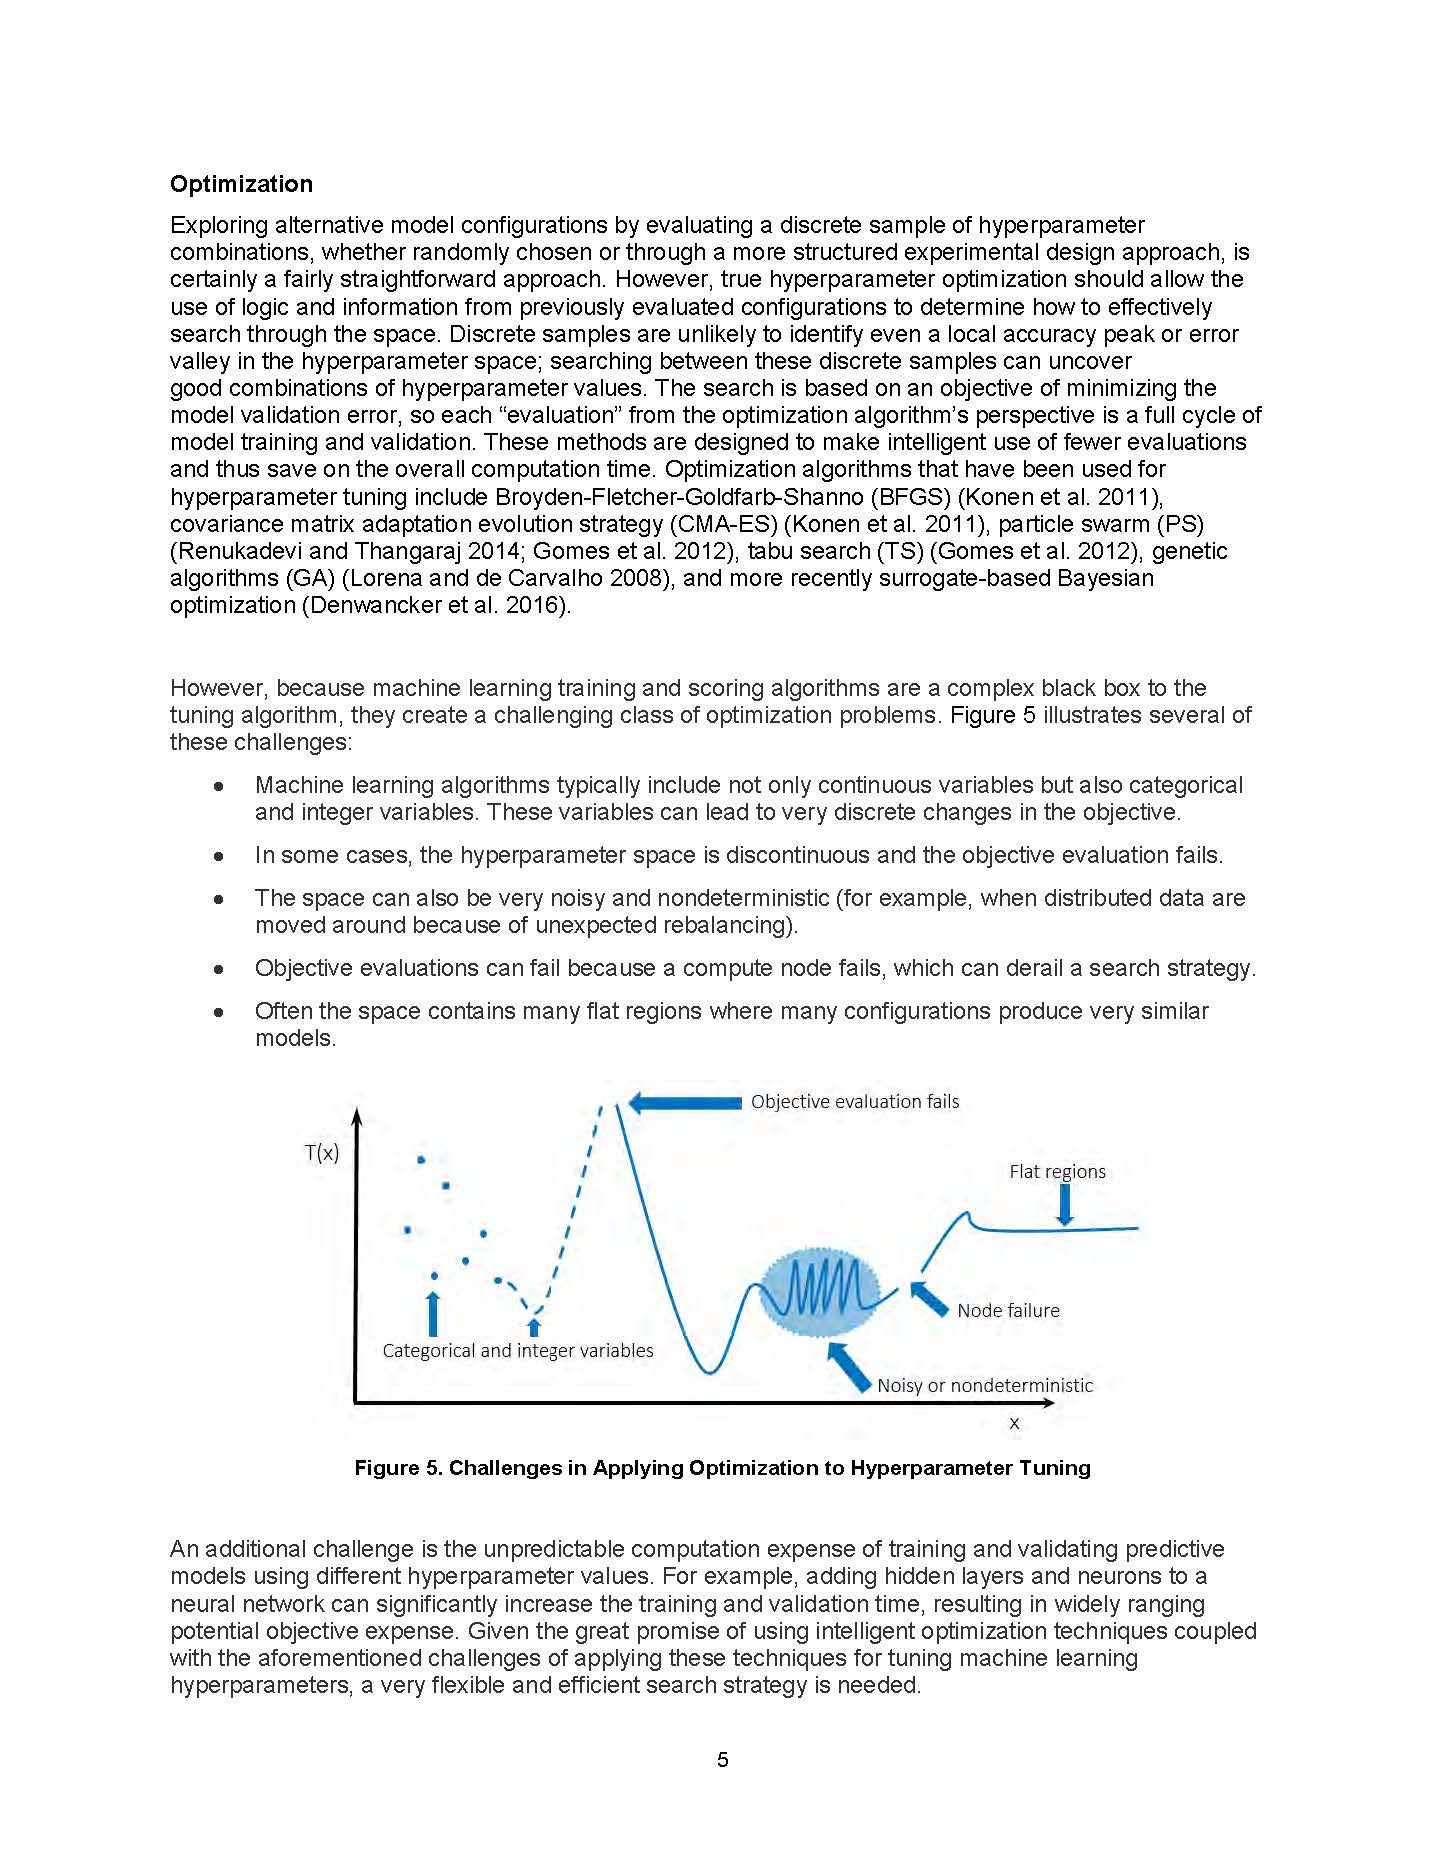 Optimization
Exploring alternative model configurations by evaluating a discrete sample of hyperparameter
combinations, whether randomly chosen or through a more structured experimental design approach, is
certainly a fairly straightforward approach. However, true hyperparameter optimization should allow the
use of logic and information from previously evaluated configurations to determine how to effectively
search through the space. Discrete samples are unlikely to identify even a local accuracy peak or error
valley in the hyperparameter space; searching between these discrete samples can uncover
good combinations of hyperparameter values. The search is based on an objective of minimizing the
model validation error, so each “evaluation” from the optimization algorithm’s perspective is a full cycle of
model training and validation. These methods are designed to make intelligent use of fewer evaluations
and thus save on the overall computation time. Optimization algorithms that have been used for
hyperparameter tuning include Broyden-Fletcher-Goldfarb-Shanno (BFGS) (Konen et al. 2011),
covariance matrix adaptation evolution strategy (CMA-ES) (Konen et al. 2011), particle swarm (PS)
(Renukadevi and Thangaraj 2014; Gomes et al. 2012), tabu search (TS) (Gomes et al. 2012), genetic
algorithms (GA) (Lorena and de Carvalho 2008), and more recently surrogate-based Bayesian
optimization (Denwancker et al. 2016).
However, because machine learning training and scoring algorithms are a complex black box to the
tuning algorithm, they create a challenging class of optimization problems. Figure 5 illustrates several of
these challenges:
● Machine learning algorithms typically include not only continuous variables but also categorical
and integer variables. These variables can lead to very discrete changes in the objective.
● In some cases, the hyperparameter space is discontinuous and the objective evaluation fails.
● The space can also be very noisy and nondeterministic (for example, when distributed data are
moved around because of unexpected rebalancing).
● Objective evaluations can fail because a compute node fails, which can derail a search strategy.
● Often the space contains many flat regions where many configurations produce very similar
models.
Objective evaluation fails
T(x)
Flat regions
Node failure
Categorical and integer variables
Noisy or nondeterministic
x
Figure 5. Challenges in Applying Optimization to Hyperparameter Tuning
An additional challenge is the unpredictable computation expense of training and validating predictive
models using different hyperparameter values. For example, adding hidden layers and neurons to a
neural network can significantly increase the training and validation time, resulting in widely ranging
potential objective expense. Given the great promise of using intelligent optimization techniques coupled
with the aforementioned challenges of applying these techniques for tuning machine learning
hyperparameters, a very flexible and efficient search strategy is needed.
5